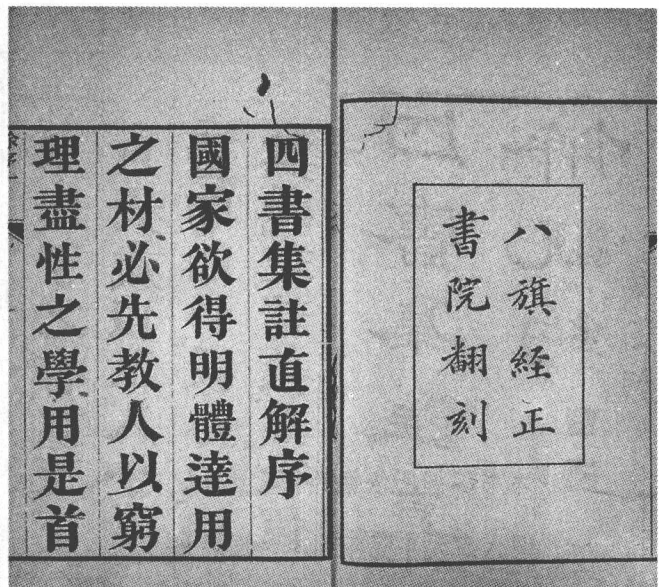 八旗経正
書院翻刻
四書集註直解序
國家欲得明體達用
之材必先教人以窮
理盡性之學用是首